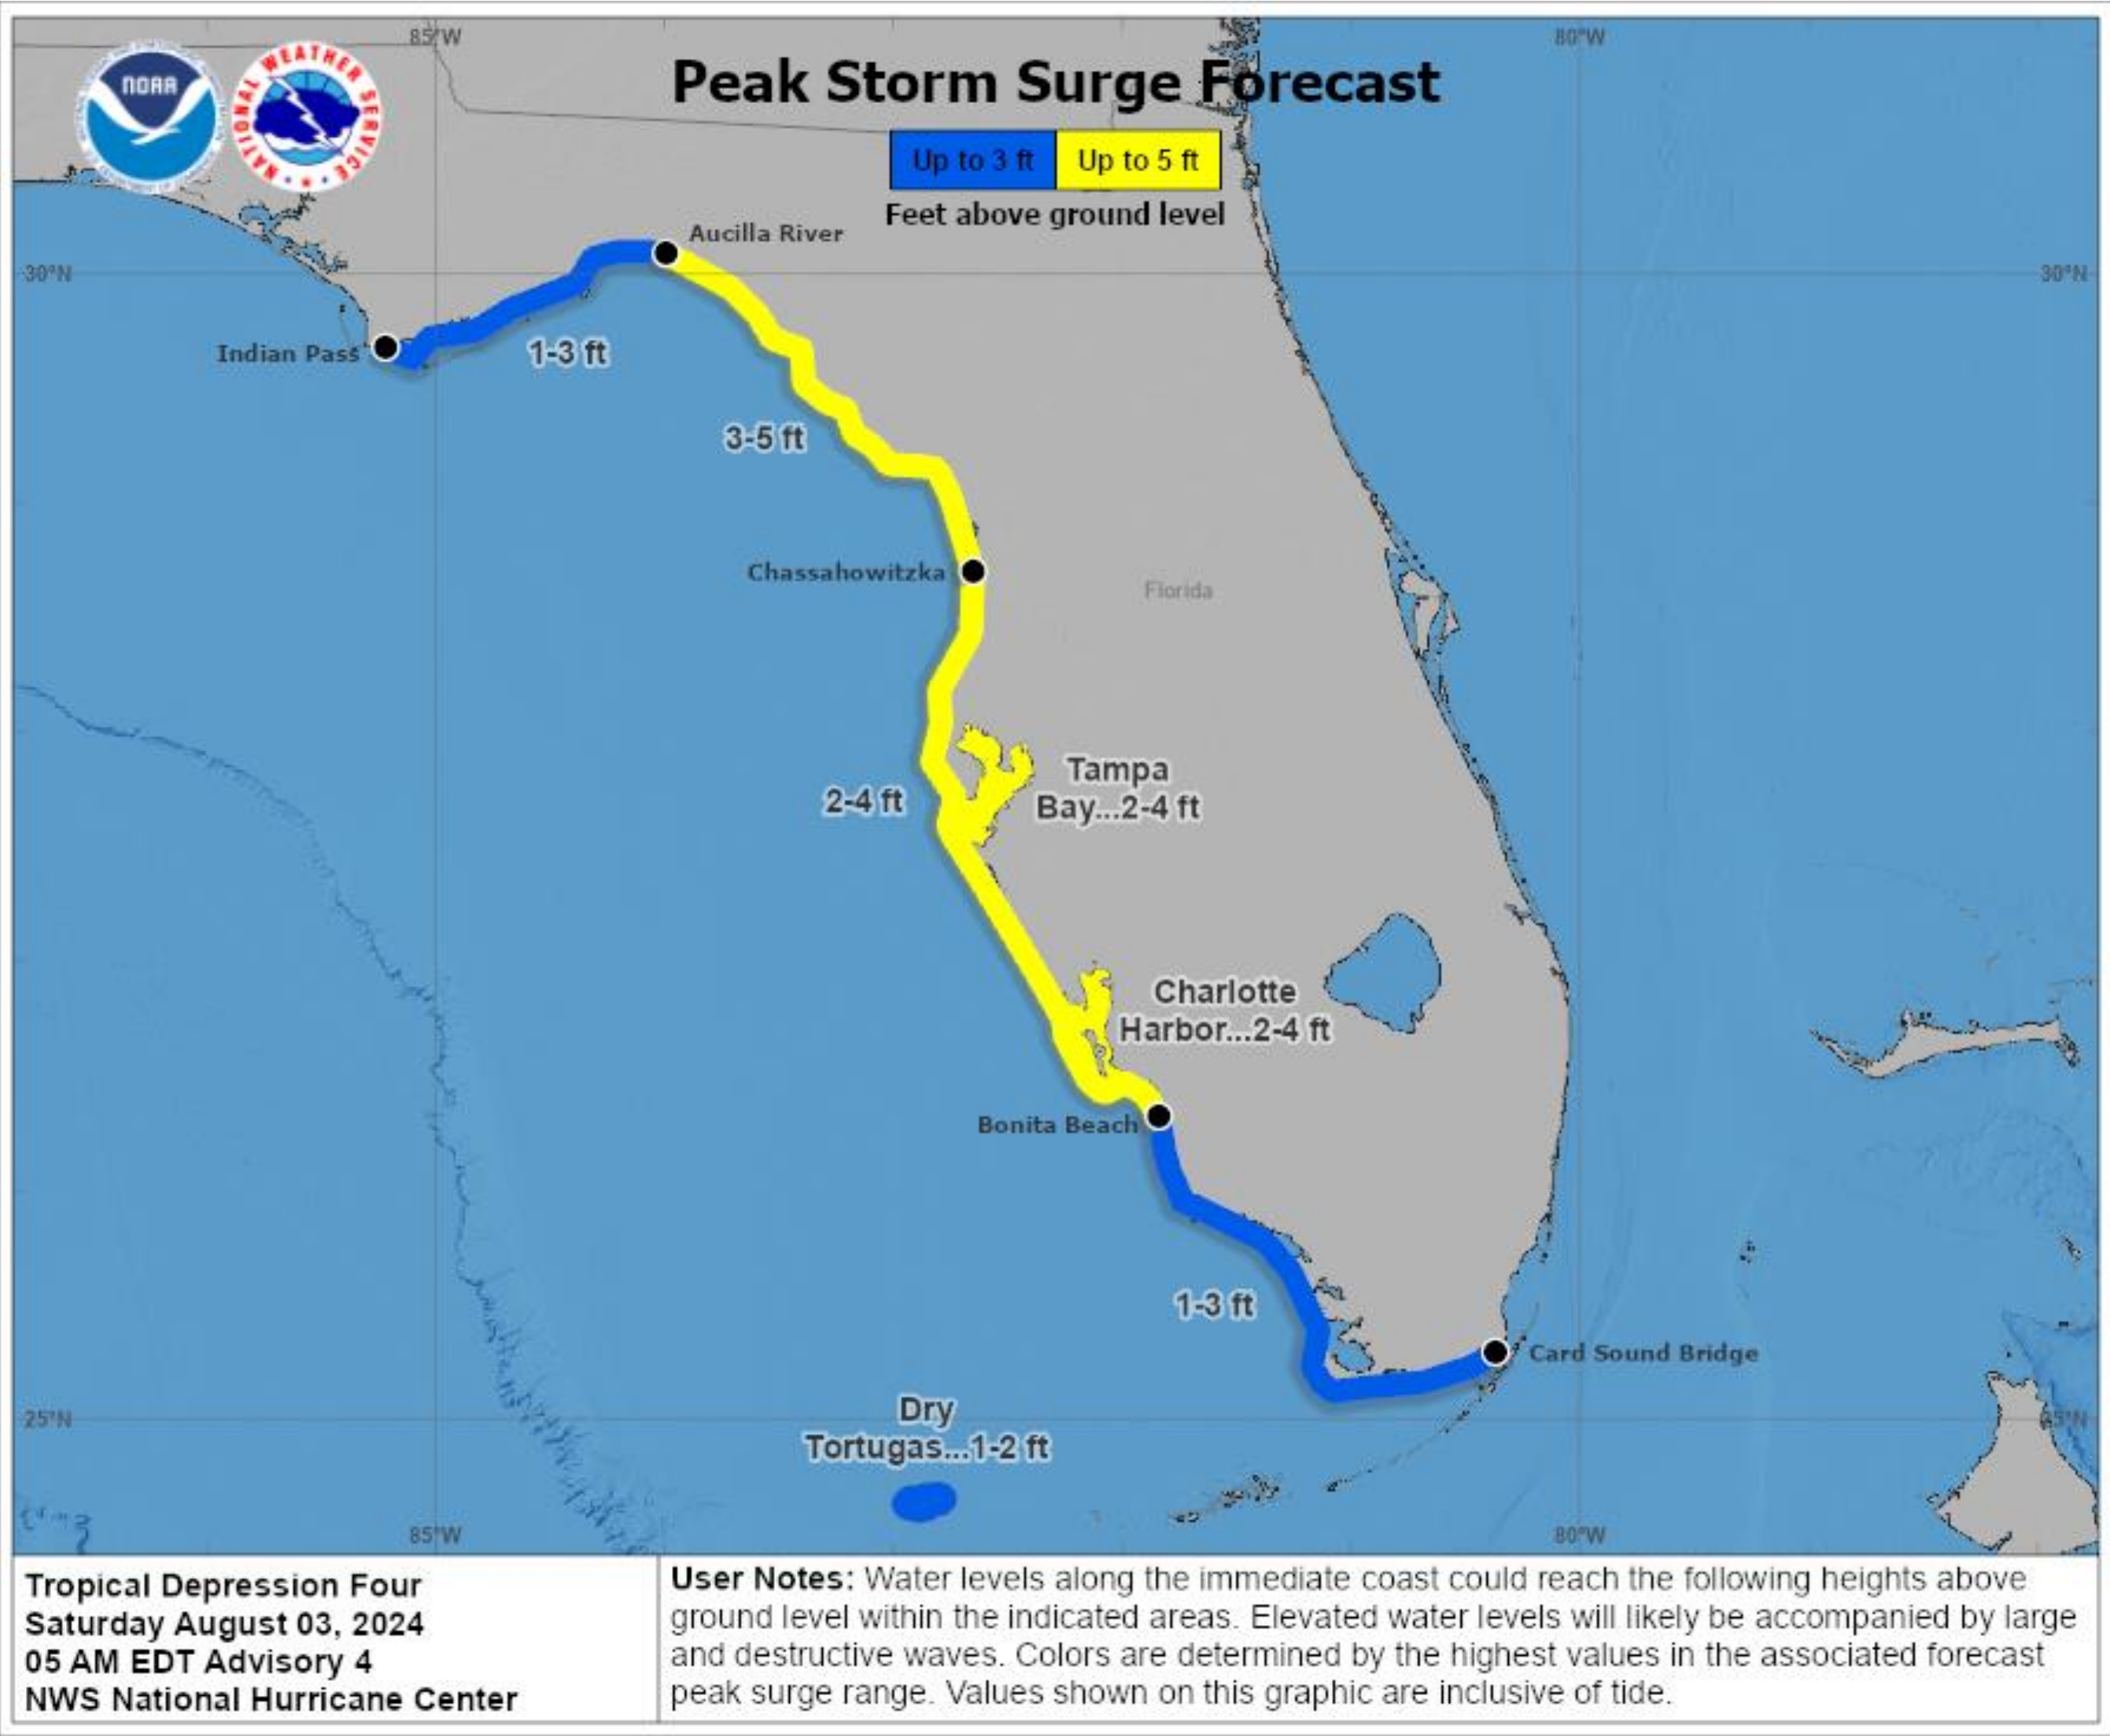 85°W
80°W
NOAA
NATIONAL WEATHER SERVICE
Peak Storm Surge Forecast
Up to 3 ft
Up to 5 ft
Feet above ground level
Aucilla River
30°N
30°N
Indian Pass
1-3 ft
3-5 ft
Chassahowitzka
Florida
Tampa
Bay...2-4 ft
2-4 ft
Charlotte
Harbor...2-4 ft
Bonita Beach
1-3 ft
Card Sound Bridge
Dry
Tortugas...1-2 ft
25°N
25°N
85°W
80°W
Tropical Depression Four
Saturday August 03, 2024
05 AM EDT Advisory 4
NWS National Hurricane Center
User Notes: Water levels along the immediate coast could reach the following heights above
ground level within the indicated areas. Elevated water levels will likely be accompanied by large
and destructive waves. Colors are determined by the highest values in the associated forecast
peak surge range. Values shown on this graphic are inclusive of tide.